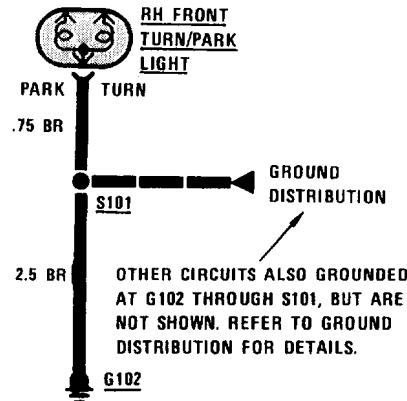 RH FRONT
TURN/PARK
LIGHT
PARK TURN
.75 BR
GROUND
DISTRIBUTION
S101
2.5 BR
OTHER CIRCUITS ALSO GROUNDED
AT G102 THROUGH S101, BUT ARE
NOT SHOWN. REFER TO GROUND
DISTRIBUTION FOR DETAILS.
G102